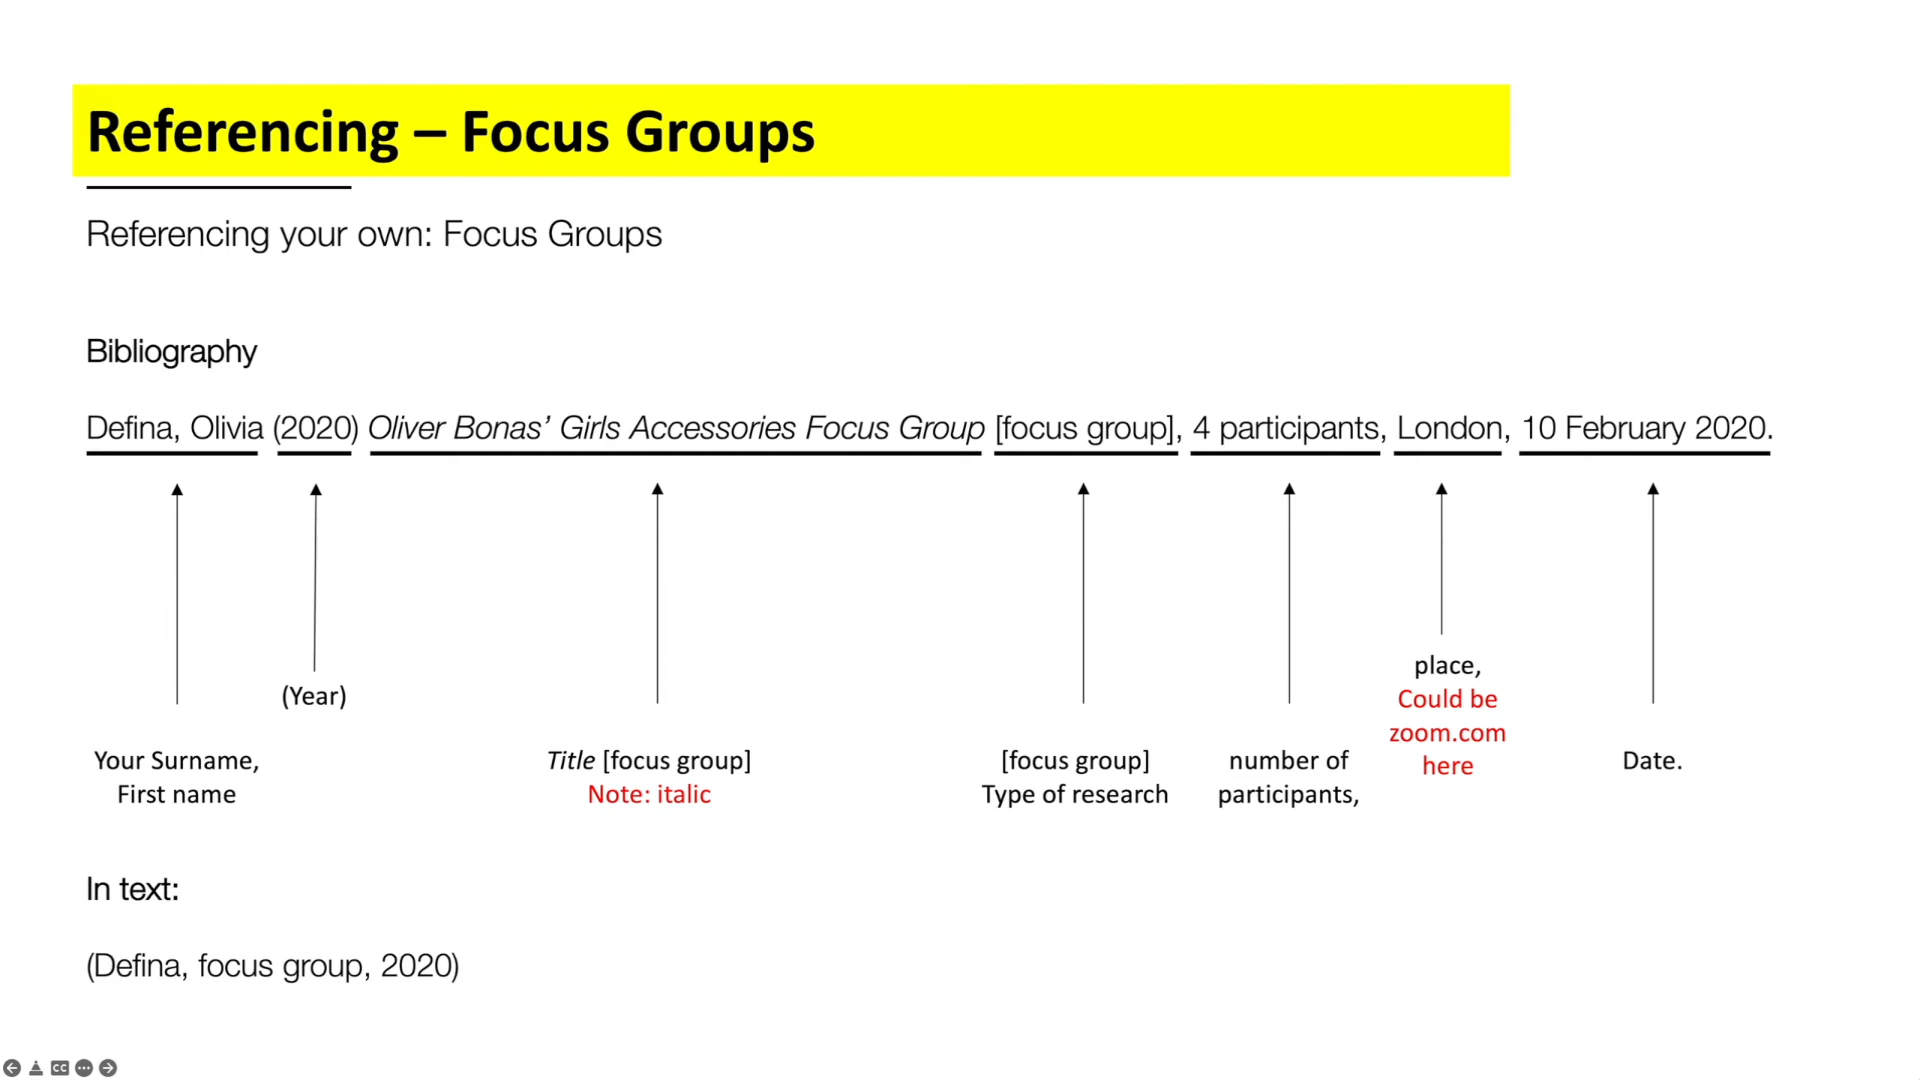 Referencing – Focus Groups
Referencing your own: Focus Groups
Bibliography
Defina, Olivia (2020) Oliver Bonas’ Girls Accessories Focus Group [focus group], 4 participants, London, 10 February 2020.
Your Surname,
First name
(Year)
Title [focus group]
Note: italic
[focus group]
Type of research
number of
participants,
place,
Could be
zoom.com
here
Date.
In text:
(Defina, focus group, 2020)
CC